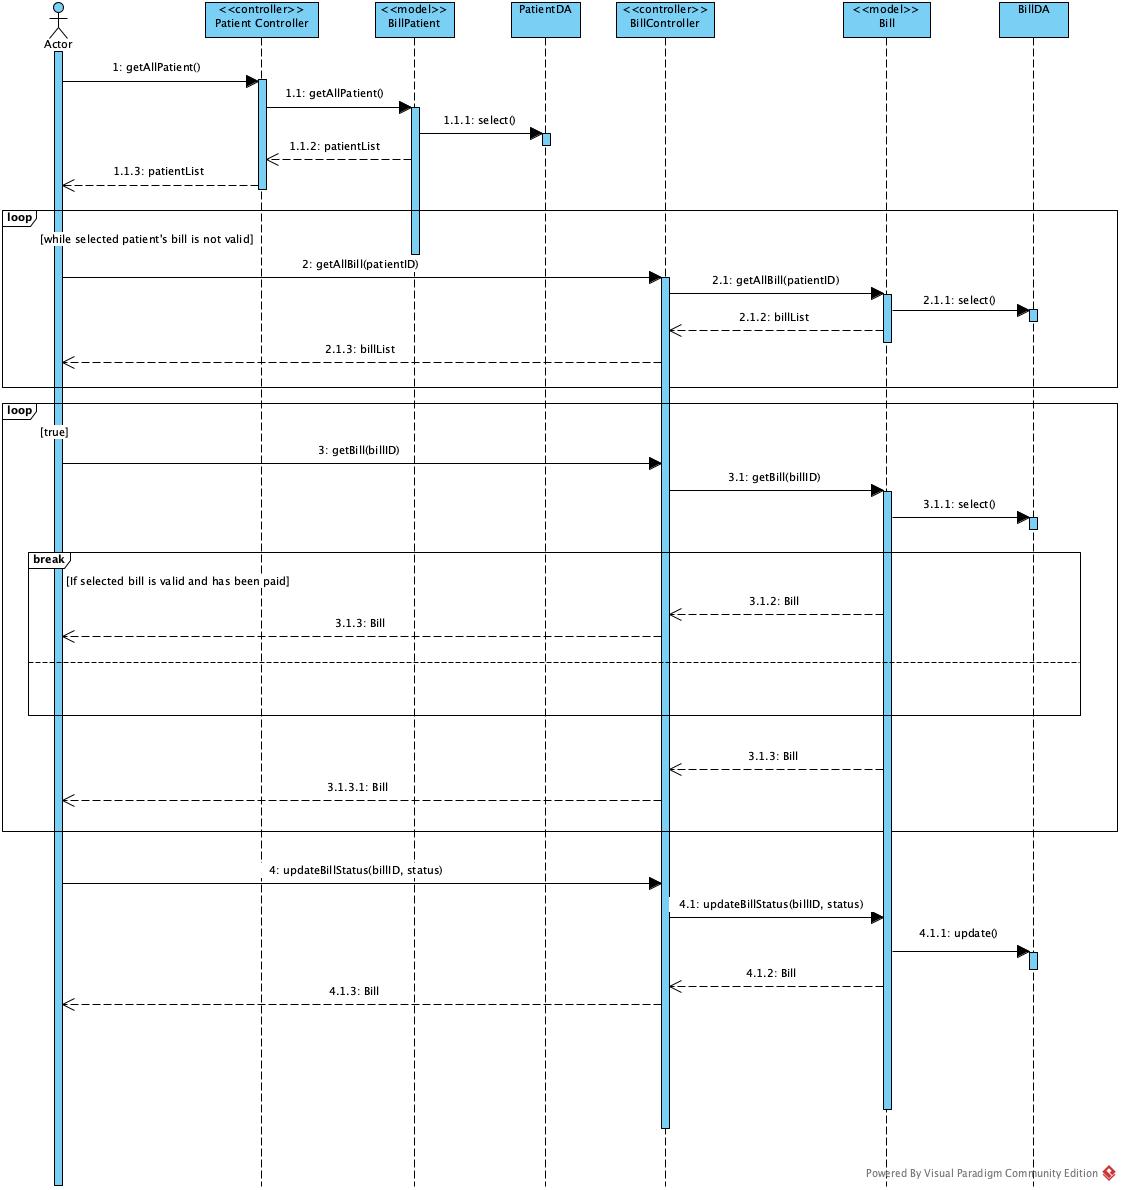 <<controller>>
Patient Controller
<<model>>
BillPatient
PatientDA
<<controller>>
BillController
<<model>>
Bill
BillDA
Actor
1: getAllPatient()
1.1: getAllPatient()
1.1.1: select()
1.1.2: patientList
1.1.3: patientList
loop
[while selected patient's bill is not valid]
2: getAllBill(patientID)
2.1: getAllBill(patientID)
2.1.1: select()
2.1.2: billList
2.1.3: billList
loop
[true]
3: getBill(billID)
3.1: getBill(billID)
3.1.1: select()
break
[If selected bill is valid and has been paid]
3.1.2: Bill
3.1.3: Bill
3.1.3: Bill
3.1.3.1: Bill
4: updateBillStatus(billID, status)
4.1: updateBillStatus(billID, status)
4.1.1: update()
4.1.2: Bill
4.1.3: Bill
Powered By Visual Paradigm Community Edition